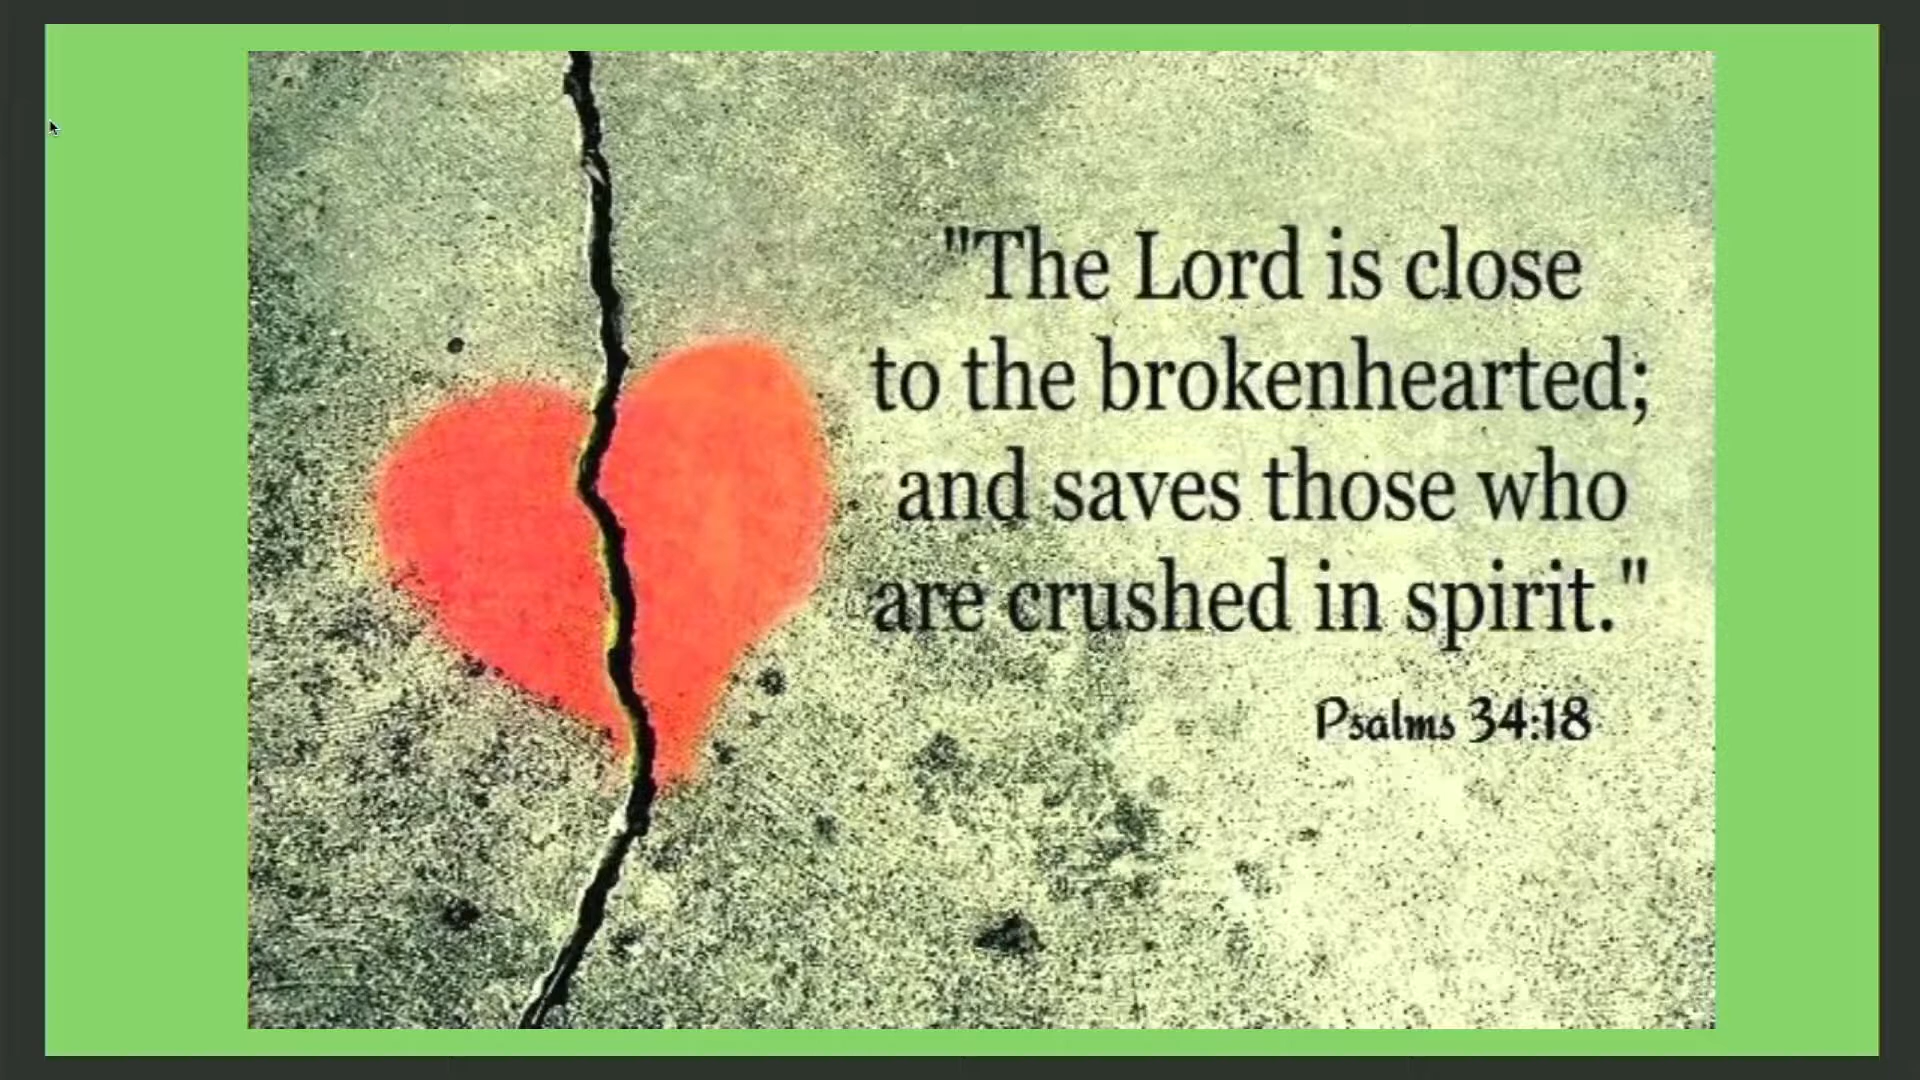 "The Lord is close
to the brokenhearted;
and saves those who
are crushed in spirit."
Psalms 34:18